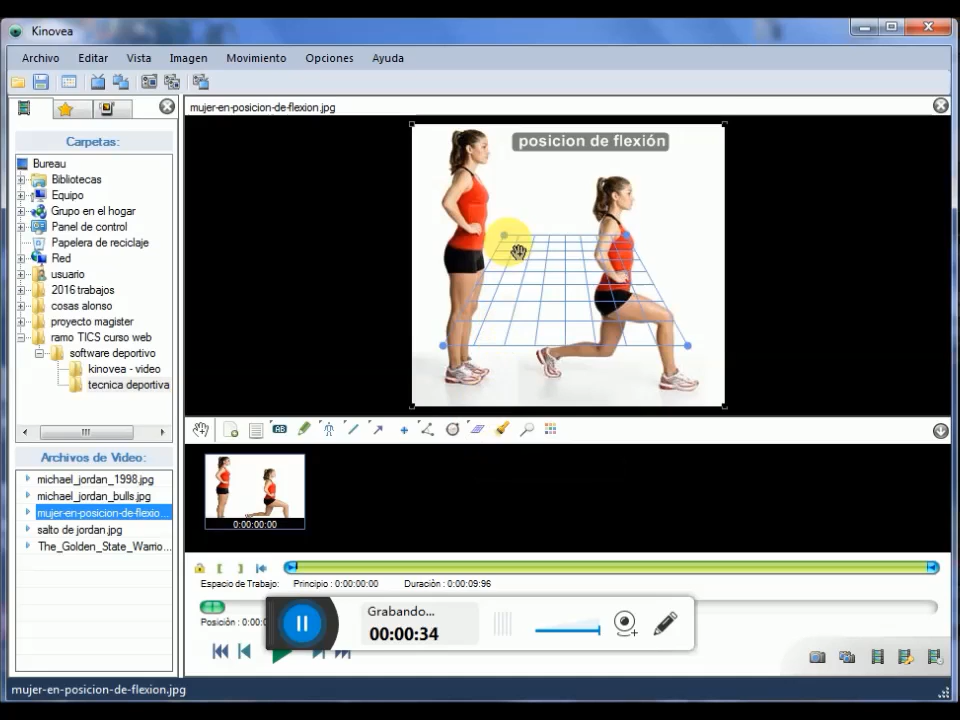 Kinovea
Archivo Editar Vista Imagen Movimiento Opciones Ayuda
mujer-en-posicion-de-flexion.jpg
Carpetas:
Bureau
Bibliotecas
Equipo
Grupo en el hogar
Panel de control
Papelera de reciclaje
Red
usuario
2016 trabajos
cosas alonso
proyecto magister
ramo TICS curso web
software deportivo
kinovea - video
tecnica deportiva
posicion de flexión
AB
Archivos de Video:
michael_jordan_1998.jpg
michael_jordan_bulls.jpg
mujer-en-posicion-de-flexio...
salto de jordan.jpg
The_Golden_State_Warrio...
0:00:00:00
Espacio de Trabajo: Principio : 0:00:00:00 Duración : 0:00:09:96
Posición : 0:00:0
Grabando...
00:00:34
mujer-en-posicion-de-flexion.jpg